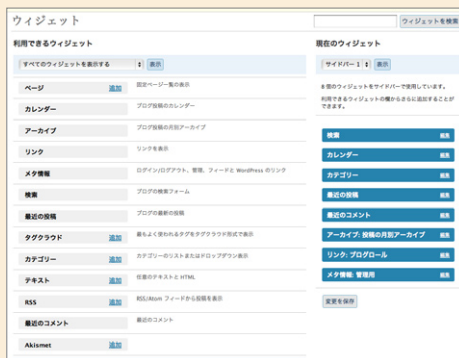 ウィジェット
ウィジェットを検索
利用できるウィジェット
すべてのウィジェットを表示する 表示
ページ 追加 固定ページ一覧の表示
カレンダー ブログ投稿のカレンダー
アーカイブ ブログ投稿の月別アーカイブ
リンク リンクを表示
メタ情報 ログイン/ログアウト、管理、フィードと WordPress のリンク
検索 ブログの検索フォーム
最近の投稿 ブログの最新の投稿
タグクラウド 追加 最もよく使われるタグをタグクラウド形式で表示
カテゴリー 追加 カテゴリーのリストまたはドロップダウン表示
テキスト 追加 任意のテキストと HTML
RSS 追加 RSS/Atom フィードから投稿を表示
最近のコメント 最近のコメント
Akismet 追加
現在のウィジェット
サイドバー 1 表示
8 個のウィジェットをサイドバーで使用しています。
利用できるウィジェットの欄からさらに追加することが
できます。
検索 編集
カレンダー 編集
カテゴリー 編集
最近の投稿 編集
最近のコメント 編集
アーカイブ: 投稿の月別アーカイブ 編集
リンク: ブログロール 編集
メタ情報: 管理用 編集
変更を保存